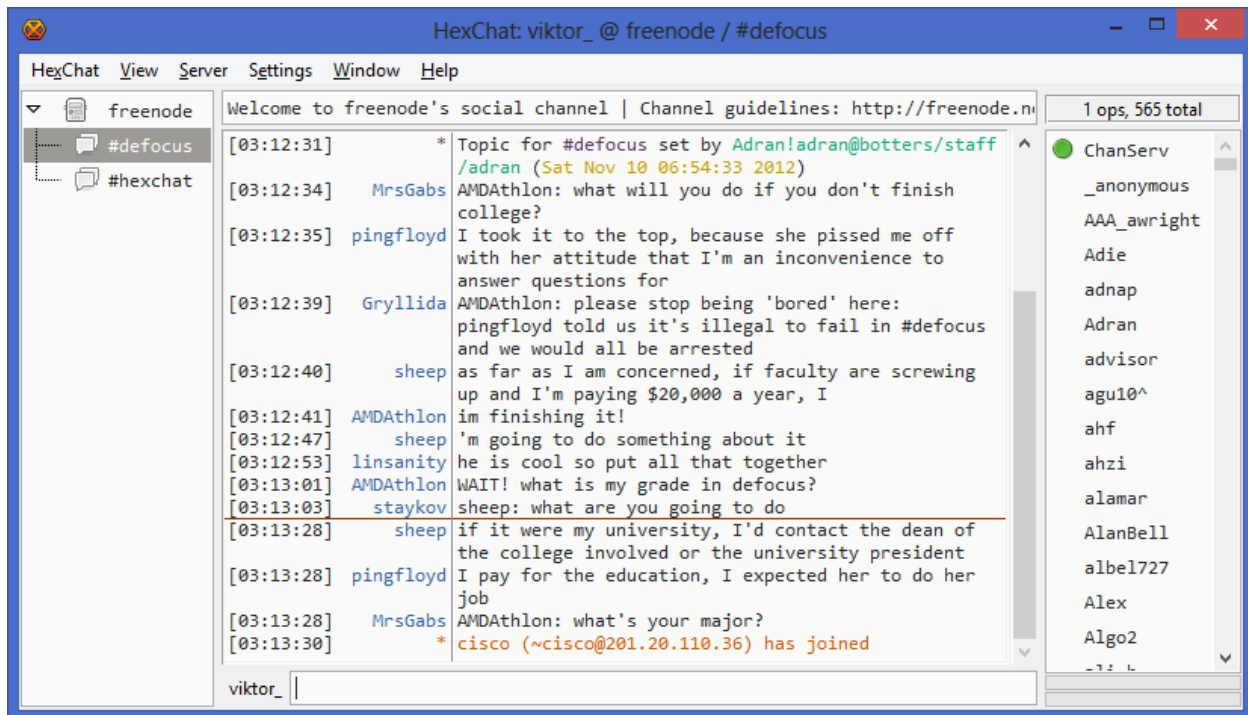 HexChat: viktor_ @ freenode / #defocus
HexChat View Server Settings Window Help
freenode
#defocus
#hexchat
Welcome to freenode's social channel | Channel guidelines: http://freenode.n
[03:12:31] * Topic for #defocus set by Adran!adran@botters/staff
/adran (Sat Nov 10 06:54:33 2012)
[03:12:34] MrsGabs AMDAthlon: what will you do if you don't finish
college?
[03:12:35] pingfloyd I took it to the top, because she pissed me off
with her attitude that I'm an inconvenience to
answer questions for
[03:12:39] Gryllida AMDAthlon: please stop being 'bored' here:
pingfloyd told us it's illegal to fail in #defocus
and we would all be arrested
[03:12:40] sheep as far as I am concerned, if faculty are screwing
up and I'm paying $20,000 a year, I
[03:12:41] AMDAthlon im finishing it!
[03:12:47] sheep 'm going to do something about it
[03:12:53] linsanity he is cool so put all that together
[03:13:01] AMDAthlon WAIT! what is my grade in defocus?
[03:13:03] staykov sheep: what are you going to do
[03:13:28] sheep if it were my university, I'd contact the dean of
the college involved or the university president
[03:13:28] pingfloyd I pay for the education, I expected her to do her
job
[03:13:28] MrsGabs AMDAthlon: what's your major?
[03:13:30] * cisco (~cisco@201.20.110.36) has joined
viktor_
1 ops, 565 total
ChanServ
_anonymous
AAA_awright
Adie
adnap
Adran
advisor
agu10^
ahf
ahzi
alamar
AlanBell
albel727
Alex
Algo2